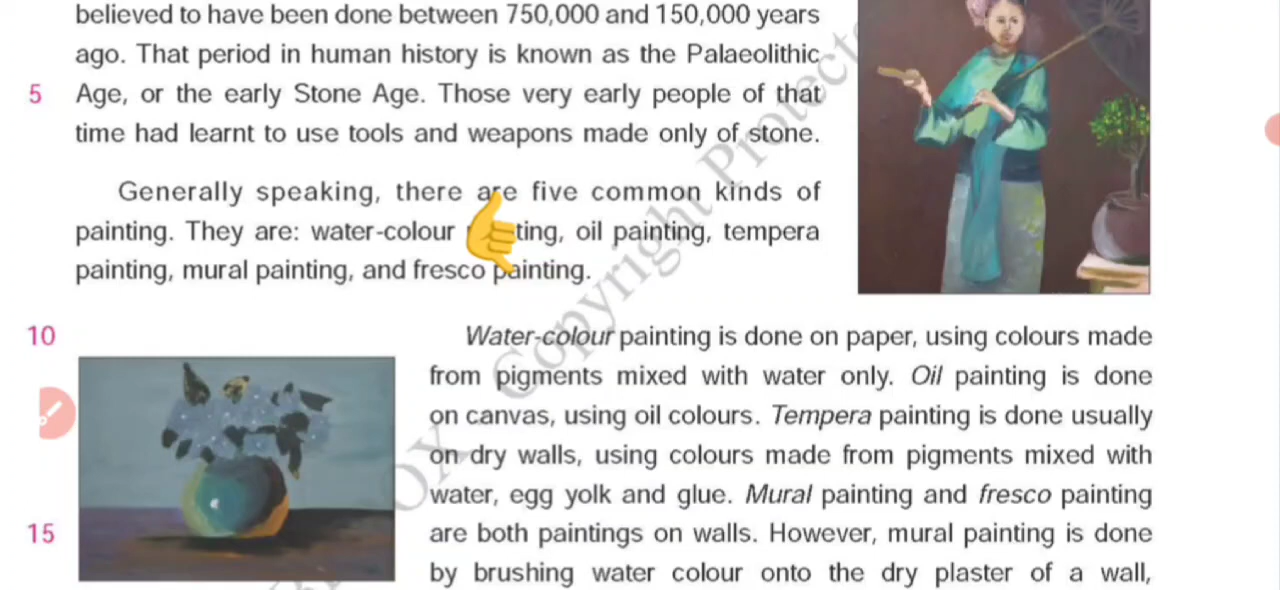 believed to have been done between 750,000 and 150,000 years
ago. That period in human history is known as the Palaeolithic
5 Age, or the early Stone Age. Those very early people of that
time had learnt to use tools and weapons made only of stone.
Generally speaking, there are five common kinds of
painting. They are: water-colour ting, oil painting, tempera
painting, mural painting, and fresco painting.
10 Water-colour painting is done on paper, using colours made
from pigments mixed with water only. Oil painting is done
on canvas, using oil colours. Tempera painting is done usually
on dry walls, using colours made from pigments mixed with
water, egg yolk and glue. Mural painting and fresco painting
15 are both paintings on walls. However, mural painting is done
by brushing water colour onto the dry plaster of a wall,
Copyright Protect